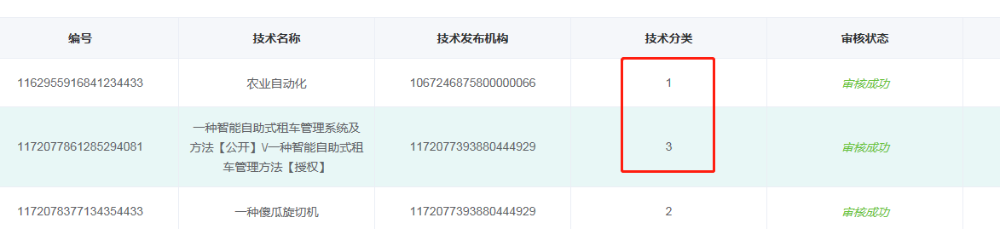 编号 技术名称 技术发布机构 技术分类 审核状态
1162955916841234433 农业自动化 1067246875800000066 1 审核成功
一种智能自助式租车管理系统及
1172077861285294081 方法【公开】\/一种智能自助式租 1172077393880444929 3 审核成功
车管理方法【授权】
1172078377134354433 一种傻瓜旋切机 1172077393880444929 2 审核成功